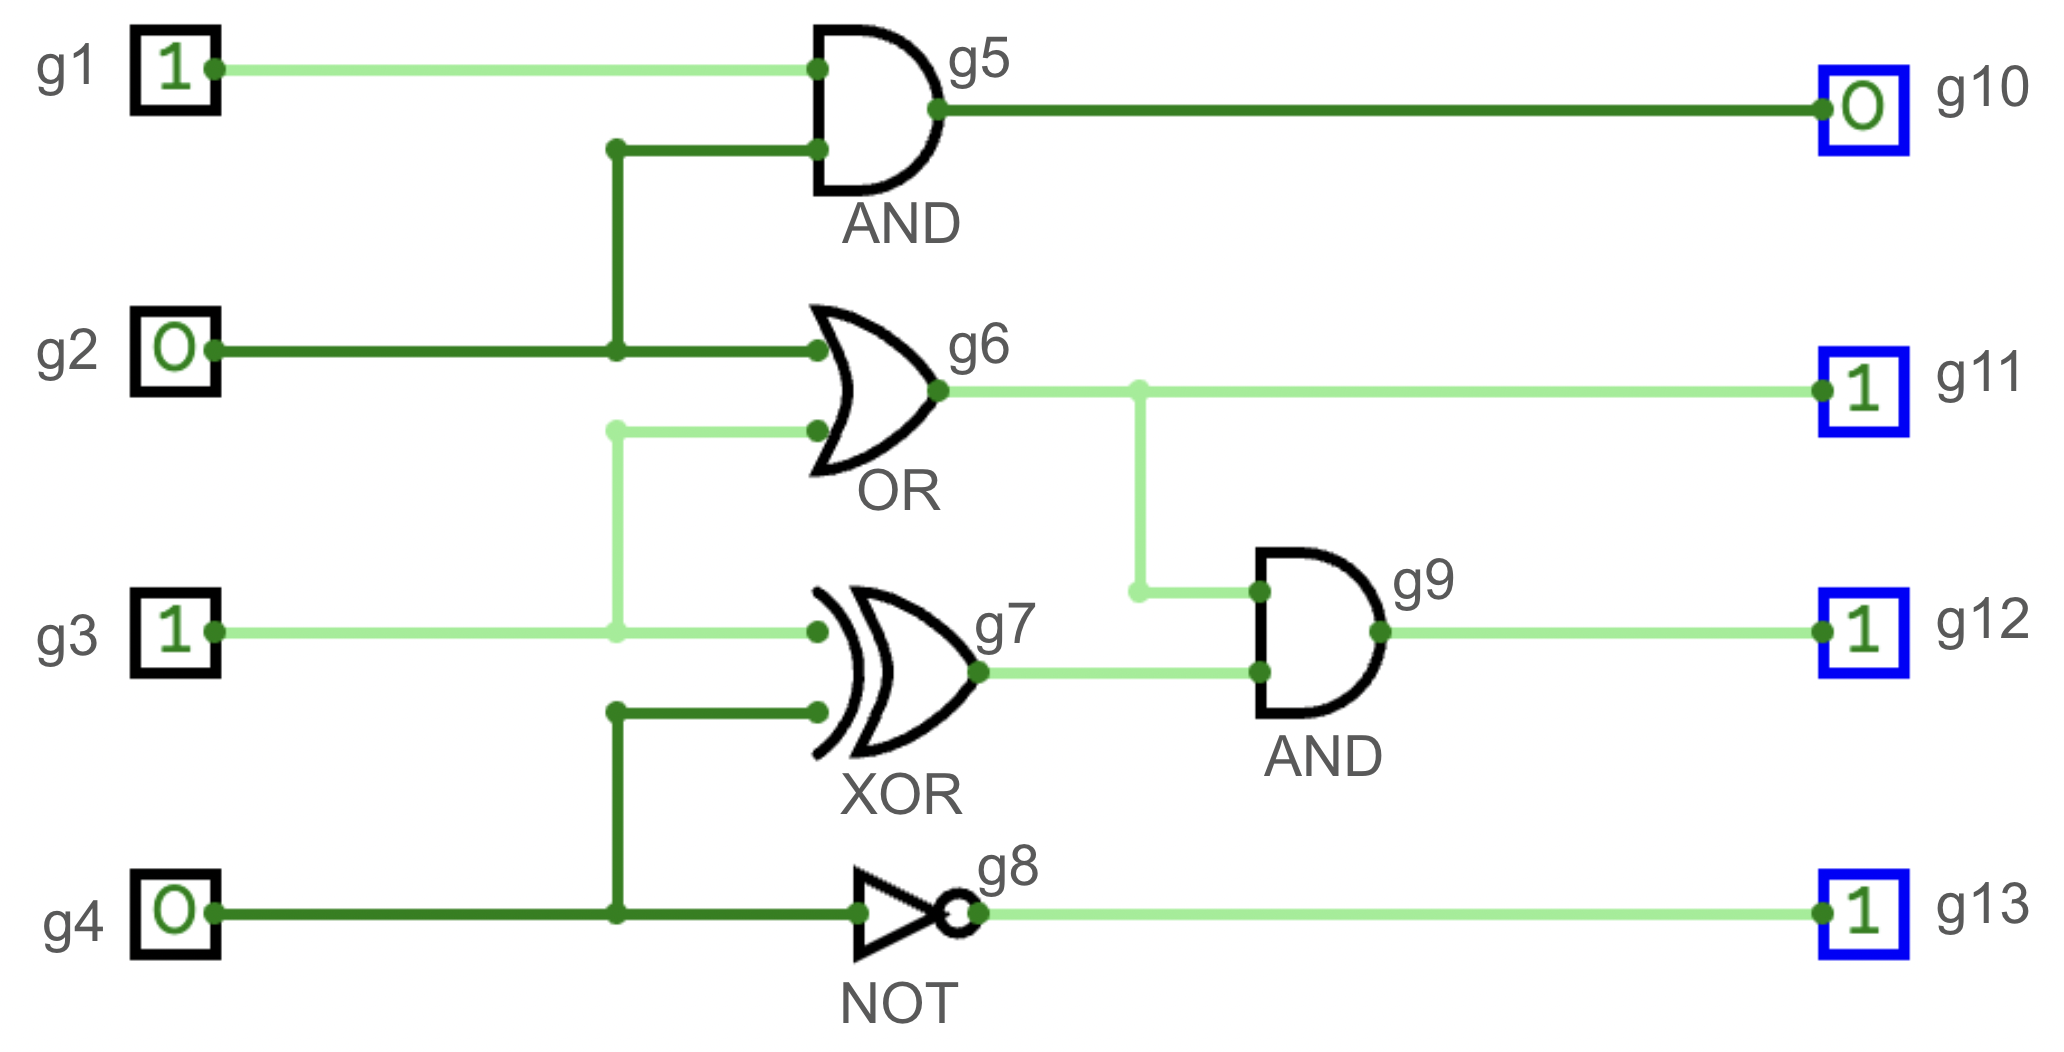 g1 1 g5
0 g10
AND
g2 0 g6
1 g11
OR
g3 1 g7 g9
1 g12
XOR AND
g4 0 g8
1 g13
NOT